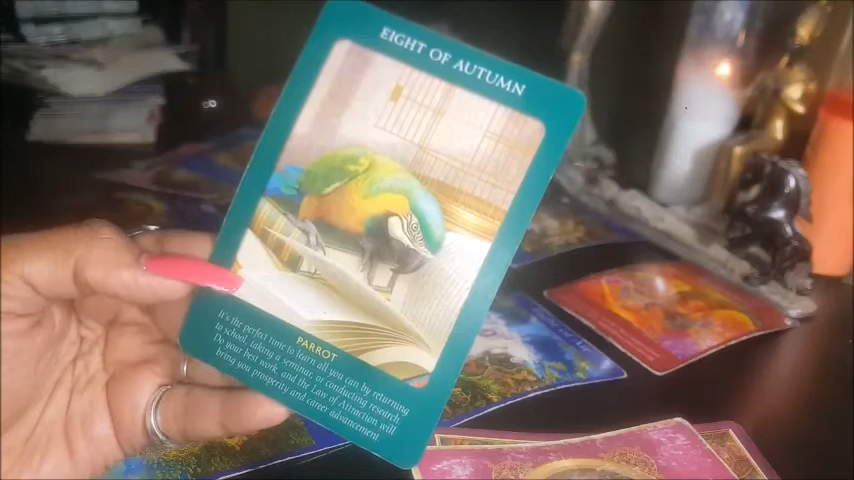 EIGHT OF AUTUMN
PARROT
It's the perfect time to learn all you can by returning
to school, taking a seminar, or conducting research.
Do your best work, and the Law of Attraction will
bring you prosperity and career advancement.